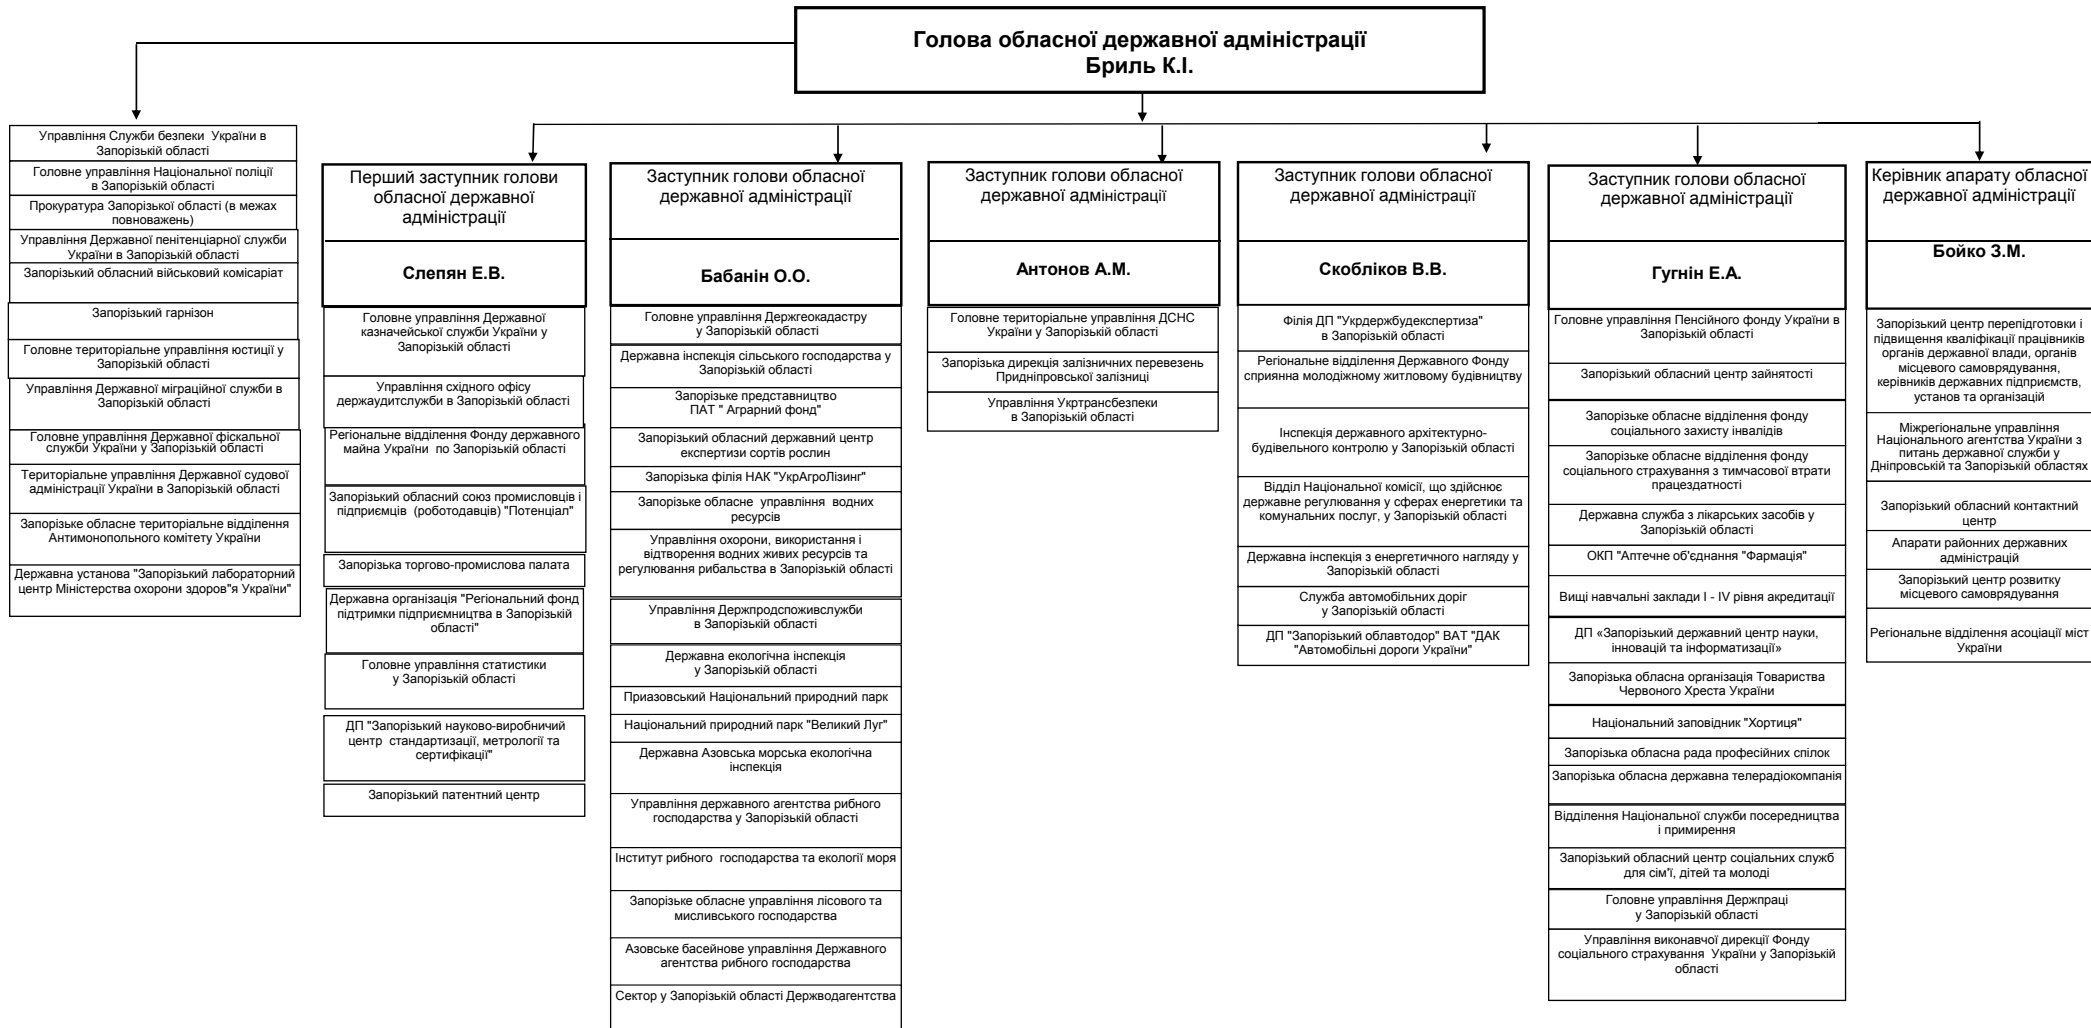 Голова обласної державної адміністрації
Бриль К.І.
Управління Служби безпеки України в
Запорізькій області
Головне управління Національної поліції
в Запорізькій області
Прокуратура Запорізької області (в межах
повноважень)
Управління Державної пенітенціарної служби
України в Запорізькій області
Запорізький обласний військовий комісаріат
Запорізький гарнізон
Головне територіальне управління юстиції у
Запорізькій області
Управління Державної міграційної служби в
Запорізькій області
Головне управління Державної фіскальної
служби України у Запорізькій області
Територіальне управління Державної судової
адміністрації України в Запорізькій області
Запорізьке обласне територіальне відділення
Антимонопольного комітету України
Державна установа "Запорізький лабораторний
центр Міністерства охорони здоров"я України"
Перший заступник голови
обласної державної
адміністрації
Слепян Е.В.
Головне управління Державної
казначейської служби України у
Запорізькій області
Управління східного офісу
держаудитслужби в Запорізькій області
Регіональне відділення Фонду державного
майна України по Запорізькій області
Запорізький обласний союз промисловців і
підприємців (роботодавців) "Потенціал"
Запорізька торгово-промислова палата
Державна організація "Регіональний фонд
підтримки підприємництва в Запорізькій
області"
Головне управління статистики
у Запорізькій області
ДП "Запорізький науково-виробничий
центр стандартизації, метрології та
сертифікації"
Запорізький патентний центр
Заступник голови обласної
державної адміністрації
Бабанін О.О.
Головне управління Держгеокадастру
у Запорізькій області
Державна інспекція сільського господарства у
Запорізькій області
Запорізьке представництво
ПАТ " Аграрний фонд"
Запорізький обласний державний центр
експертизи сортів рослин
Запорізька філія НАК "УкрАгроЛізинг"
Запорізьке обласне управління водних
ресурсів
Управління охорони, використання і
відтворення водних живих ресурсів та
регулювання рибальства в Запорізькій області
Управління Держпродспоживслужби
в Запорізькій області
Державна екологічна інспекція
у Запорізькій області
Приазовський Національний природний парк
Національний природний парк "Великий Луг"
Державна Азовська морська екологічна
інспекція
Управління державного агентства рибного
господарства у Запорізькій області
Інститут рибного господарства та екології моря
Запорізьке обласне управління лісового та
мисливського господарства
Азовське басейнове управління Державного
агентства рибного господарства
Сектор у Запорізькій області Держводагентства
Заступник голови обласної
державної адміністрації
Антонов А.М.
Головне територіальне управління ДСНС
України у Запорізькій області
Запорізька дирекція залізничних перевезень
Придніпровської залізниці
Управління Укртрансбезпеки
в Запорізькій області
Заступник голови обласної
державної адміністрації
Скобліков В.В.
Філія ДП "Укрдержбудекспертиза"
в Запорізькій області
Регіональне відділення Державного Фонду
сприянна молодіжному житловому будівництву
Інспекція державного архітектурно-
будівельного контролю у Запорізькій області
Відділ Національної комісії, що здійснює
державне регулювання у сферах енергетики та
комунальних послуг, у Запорізькій області
Державна інспекція з енергетичного нагляду у
Запорізькій області
Служба автомобільних доріг
у Запорізькій області
ДП "Запорізький облавтодор" ВАТ "ДАК
"Автомобільні дороги України"
Заступник голови обласної
державної адміністрації
Гугнін Е.А.
Головне управління Пенсійного фонду України в
Запорізькій області
Запорізький обласний центр зайнятості
Запорізьке обласне відділення фонду
соціального захисту інвалідів
Запорізьке обласне відділення фонду
соціального страхування з тимчасової втрати
працездатності
Державна служба з лікарських засобів у
Запорізькій області
ОКП "Аптечне об'єднання "Фармація"
Вищі навчальні заклади І - IV рівня акредитації
ДП «Запорізький державний центр науки,
інновацій та інформатизації»
Запорізька обласна організація Товариства
Червоного Хреста України
Національний заповідник "Хортиця"
Запорізька обласна рада професійних спілок
Запорізька обласна державна телерадіокомпанія
Відділення Національної служби посередництва
і примирення
Запорізький обласний центр соціальних служб
для сім'ї, дітей та молоді
Головне управління Держпраці
у Запорізькій області
Управління виконавчої дирекції Фонду
соціального страхування України у Запорізькій
області
Керівник апарату обласної
державної адміністрації
Бойко З.М.
Запорізький центр перепідготовки і
підвищення кваліфікації працівників
органів державної влади, органів
місцевого самоврядування,
керівників державних підприємств,
установ та організацій
Міжрегіональне управління
Національного агентства України з
питань державної служби у
Дніпровській та Запорізькій областях
Запорізький обласний контактний
центр
Апарати районних державних
адміністрацій
Запорізький центр розвитку
місцевого самоврядування
Регіональне відділення асоціації міст
України